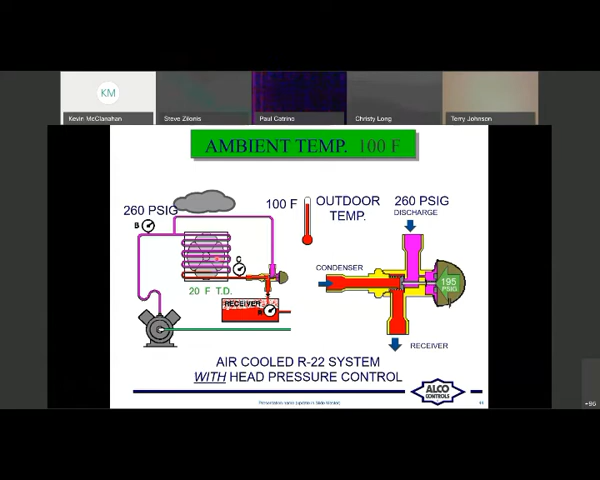 KM
Kevin McClanahan
Steve Zilonis
Paul Catrino
Christy Long
Terry Johnson
AMBIENT TEMP. 100 F
260 PSIG
100 F
OUTDOOR
TEMP.
260 PSIG
DISCHARGE
B
C
CONDENSER
195
PSIG
20 F T.D.
RECEIVER
RECEIVER
AIR COOLED R-22 SYSTEM
WITH HEAD PRESSURE CONTROL
ALCO
CONTROLS
+96